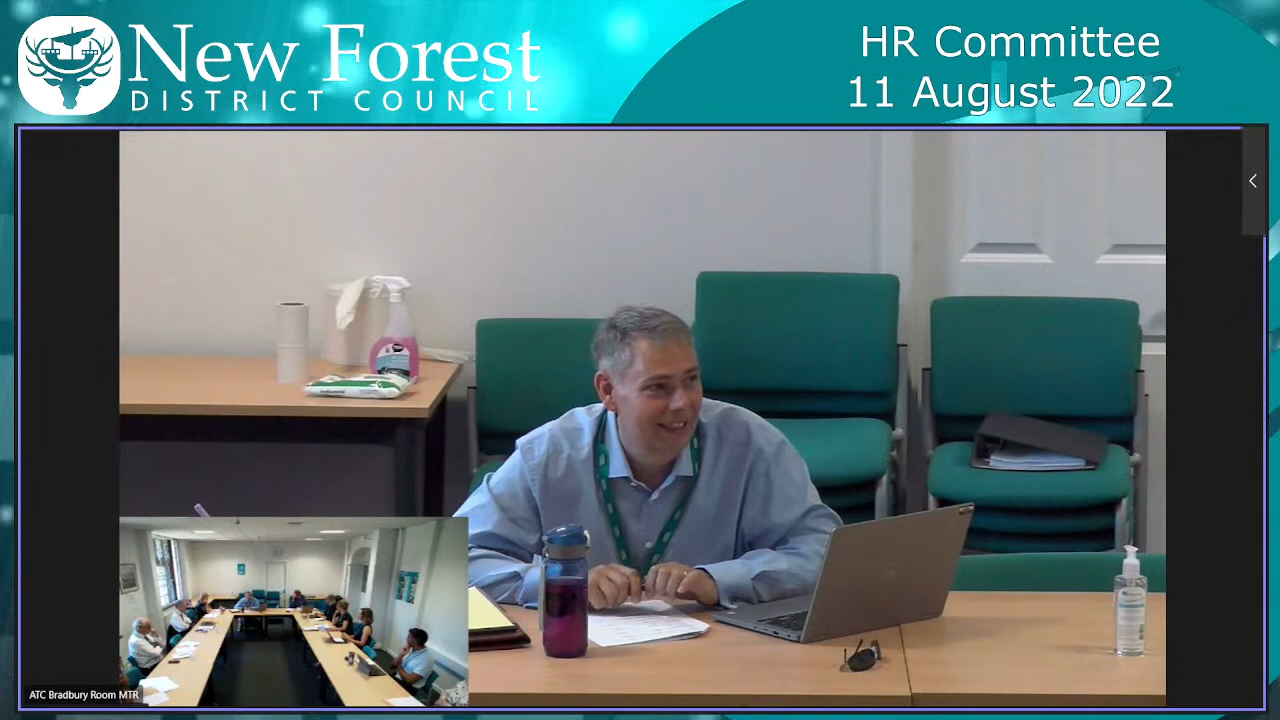 New Forest
DISTRICT COUNCIL
HR Committee
11 August 2022
ATC Bradbury Room MTR